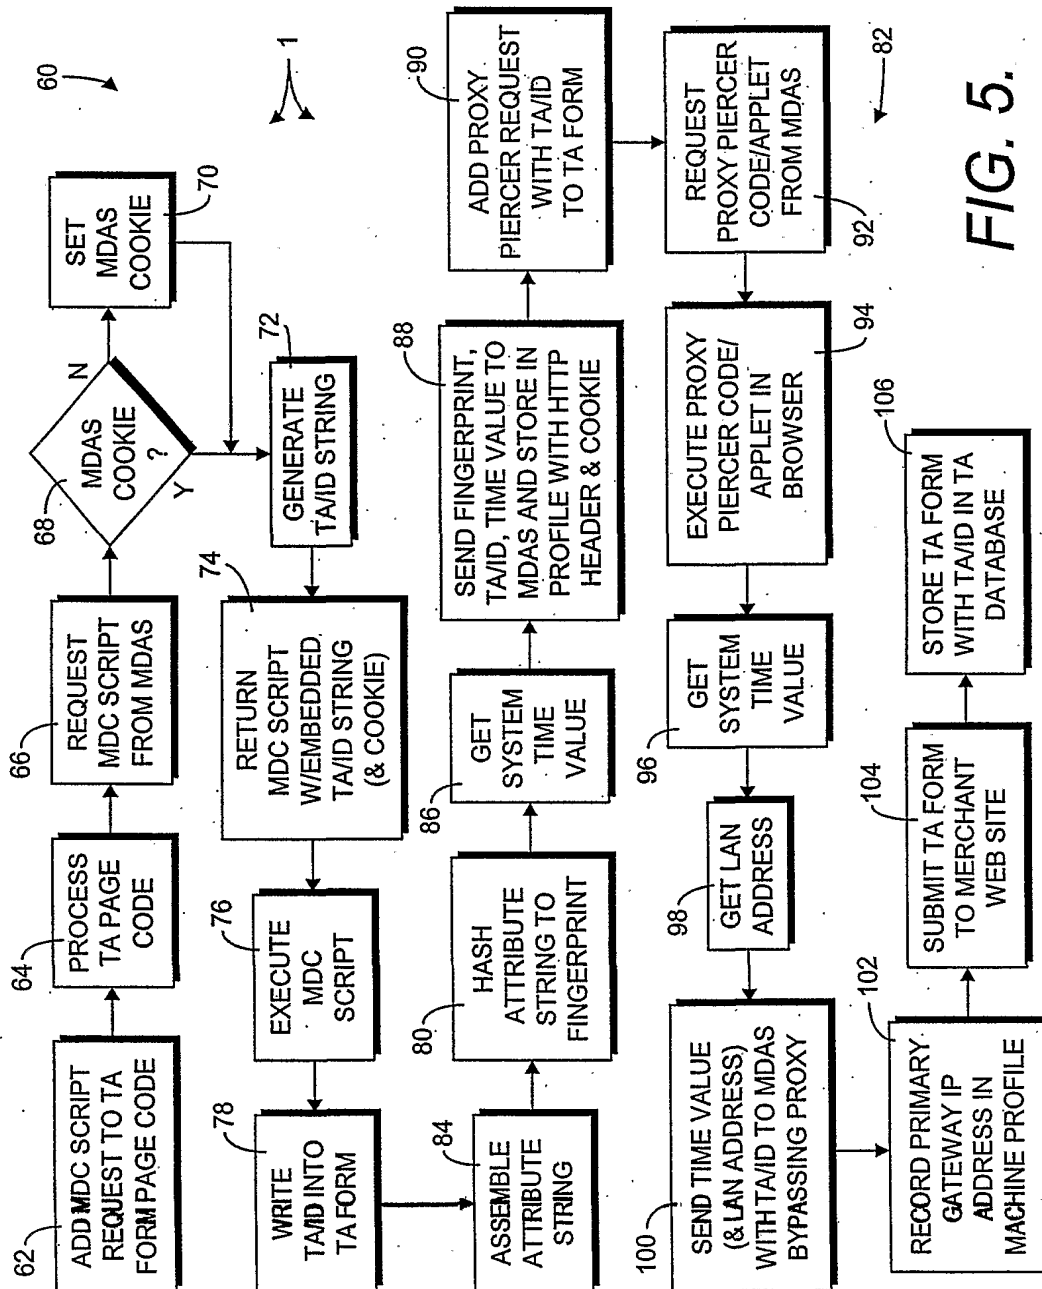 60
1
62
ADD MDC SCRIPT
REQUEST TO TA
FORM PAGE CODE
64
PROCESS
TA PAGE
CODE
66
REQUEST
MDC SCRIPT
FROM MDAS
68
MDAS
COOKIE
?
N
Y
70
SET
MDAS
COOKIE
72
GENERATE
TA/ID STRING
74
RETURN
MDC SCRIPT
W/EMBEDDED
TA/ID STRING
(& COOKIE)
76
EXECUTE
MDC
SCRIPT
78
WRITE
TA/ID INTO
TA FORM
84
ASSEMBLE
ATTRIBUTE
STRING
80
HASH
ATTRIBUTE
STRING TO
FINGERPRINT
86
GET
SYSTEM
TIME
VALUE
88
SEND FINGERPRINT,
TA/ID, TIME VALUE TO
MDAS AND STORE IN
PROFILE WITH HTTP
HEADER & COOKIE
90
ADD PROXY
PIERCER REQUEST
WITH TA/ID
TO TA FORM
92
REQUEST
PROXY PIERCER
CODE/APPLET
FROM MDAS
94
EXECUTE PROXY
PIERCER CODE/
APPLET IN
BROWSER
96
GET
SYSTEM
TIME
VALUE
98
GET LAN
ADDRESS
100
SEND TIME VALUE
(& LAN ADDRESS)
WITH TA/ID TO MDAS
BYPASSING PROXY
102
RECORD PRIMARY
GATEWAY IP
ADDRESS IN
MACHINE PROFILE
104
SUBMIT TA FORM
TO MERCHANT
WEB SITE
106
STORE TA FORM
WITH TA/ID IN TA
DATABASE
82
FIG. 5.